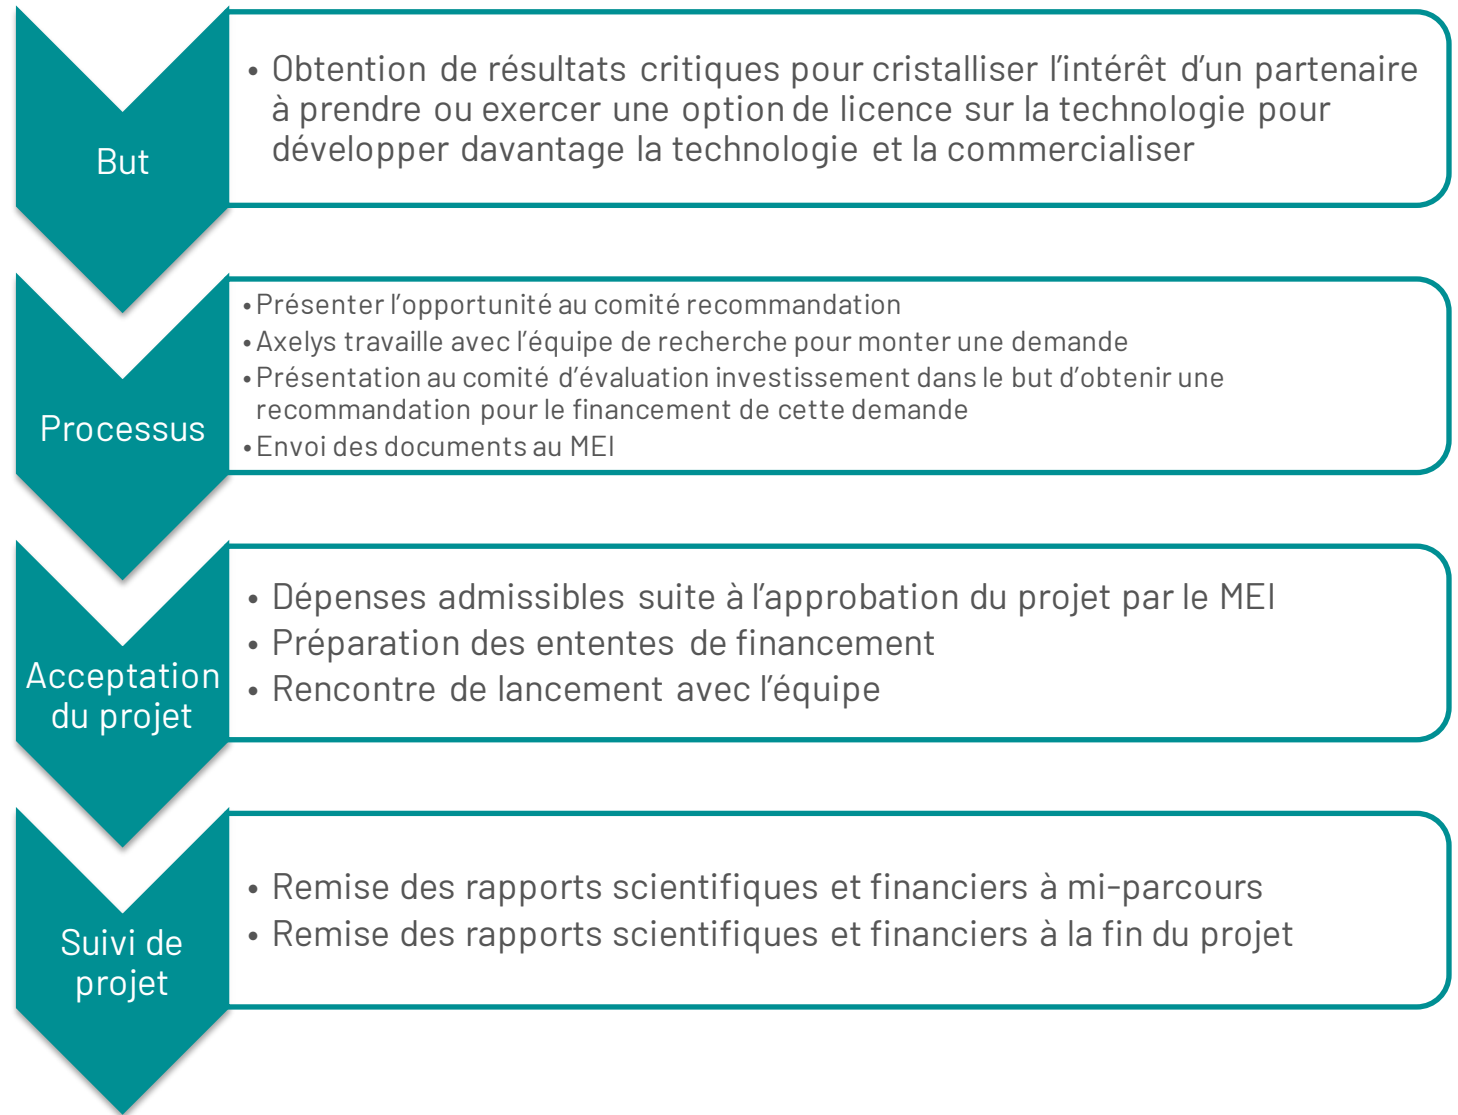 But
• Obtention de résultats critiques pour cristalliser l’intérêt d’un partenaire
à prendre ou exercer une option de licence sur la technologie pour
développer davantage la technologie et la commercialiser
Processus
• Présenter l’opportunité au comité recommandation
• Axelys travaille avec l’équipe de recherche pour monter une demande
• Présentation au comité d’évaluation investissement dans le but d’obtenir une
recommandation pour le financement de cette demande
• Envoi des documents au MEI
Acceptation
du projet
• Dépenses admissibles suite à l’approbation du projet par le MEI
• Préparation des ententes de financement
• Rencontre de lancement avec l’équipe
Suivi de
projet
• Remise des rapports scientifiques et financiers à mi-parcours
• Remise des rapports scientifiques et financiers à la fin du projet